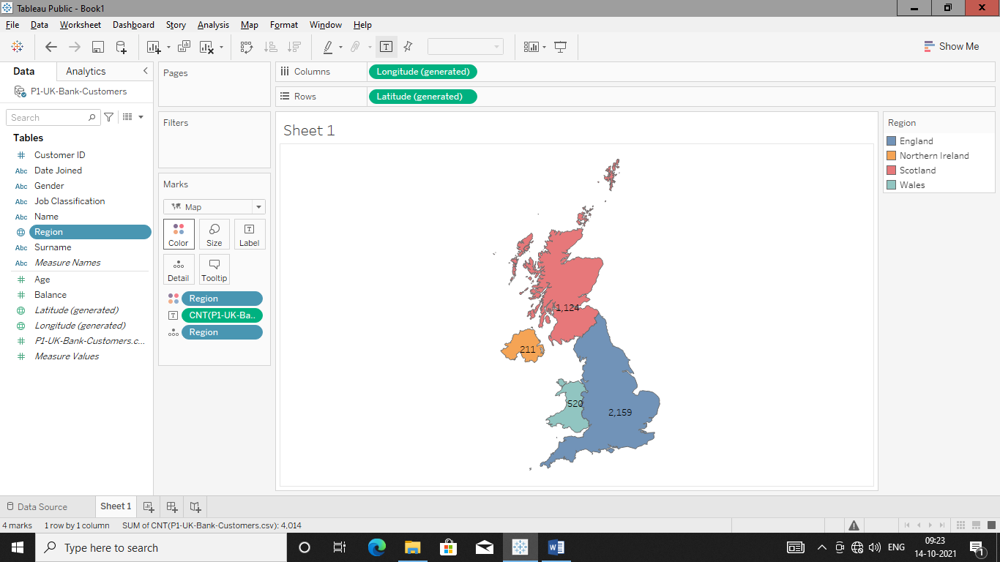 Tableau Public - Book1
File Data Worksheet Dashboard Story Analysis Map Format Window Help
Show Me
Data Analytics
P1-UK-Bank-Customers
Search
Tables
Customer ID
Abc Date Joined
Abc Gender
Abc Job Classification
Abc Name
Region
Abc Surname
Abc Measure Names
Age
Balance
Latitude (generated)
Longitude (generated)
P1-UK-Bank-Customers.c...
Measure Values
Pages
Filters
Marks
Map
Color Size Label
Detail Tooltip
Region
CNT(P1-UK-Ba..
Region
Columns Longitude (generated)
Rows Latitude (generated)
Sheet 1
1,124
211
520
2,159
Region
England
Northern Ireland
Scotland
Wales
Data Source Sheet 1
4 marks 1 row by 1 column SUM of CNT(P1-UK-Bank-Customers.csv): 4,014
Type here to search
ENG
09:23
14-10-2021
1